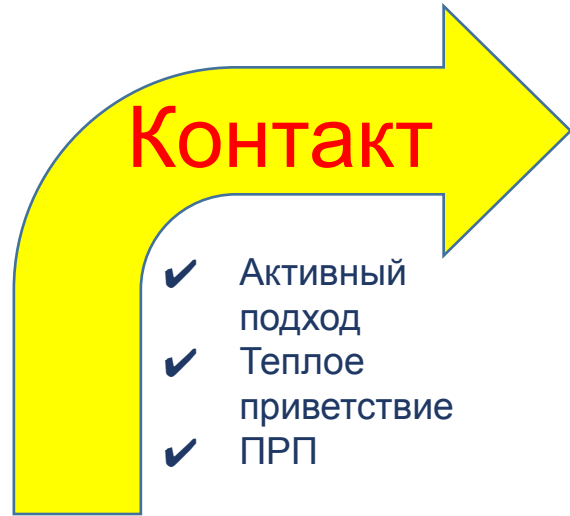 Контакт
✔ Активный
подход
✔ Теплое
приветствие
✔ ПРП